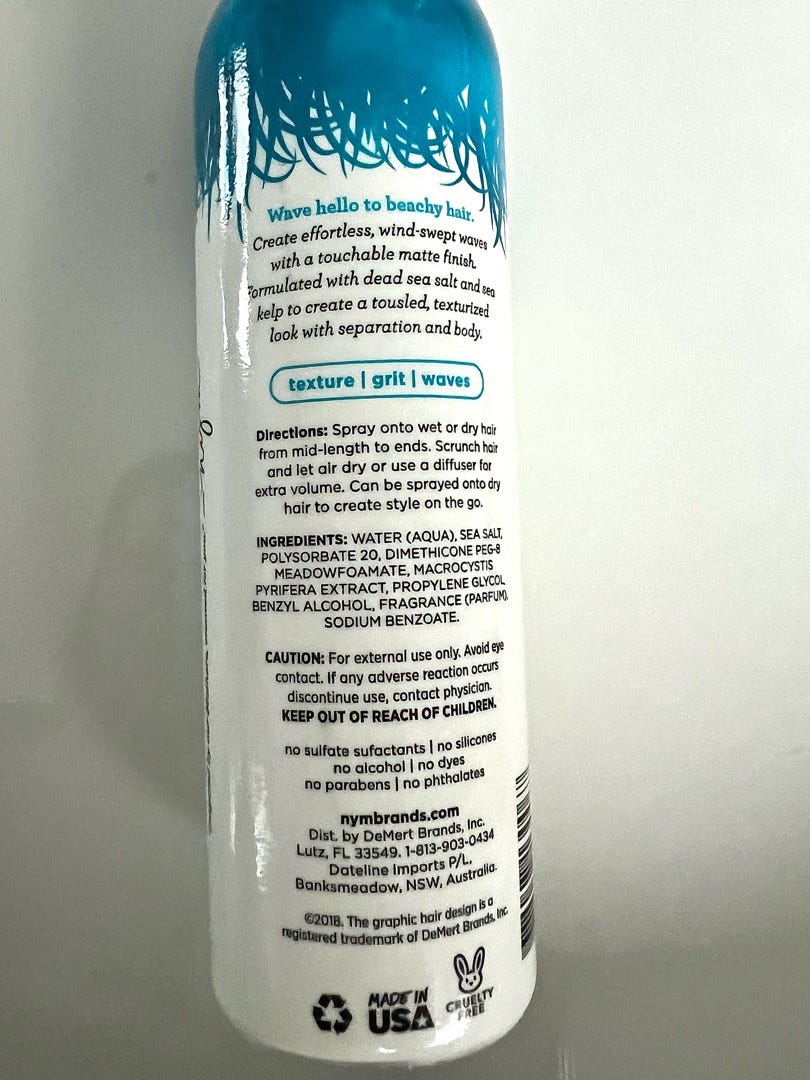 Wave hello to beachy hair.
Create effortless, wind-swept waves
with a touchable matte finish.
Formulated with dead sea salt and sea
kelp to create a tousled, texturized
look with separation and body.
texture | grit | waves
Directions: Spray onto wet or dry hair
from mid-length to ends. Scrunch hair
and let air dry or use a diffuser for
extra volume. Can be sprayed onto dry
hair to create style on the go.
INGREDIENTS: WATER (AQUA), SEA SALT,
POLYSORBATE 20, DIMETHICONE PEG-8
MEADOWFOAMATE, MACROCYSTIS
PYRIFERA EXTRACT, PROPYLENE GLYCOL
BENZYL ALCOHOL, FRAGRANCE (PARFUM),
SODIUM BENZOATE.
CAUTION: For external use only. Avoid eye
contact. If any adverse reaction occurs
discontinue use, contact physician.
KEEP OUT OF REACH OF CHILDREN.
no sulfate sufactants | no silicones
no alcohol | no dyes
no parabens | no phthalates
nymbrands.com
Dist. by DeMert Brands, Inc.
Lutz, FL 33549. 1-813-903-0434
Dateline Imports P/L,
Banksmeadow, NSW, Australia.
©2018. The graphic hair design is a
registered trademark of DeMert Brands, Inc.
MADE IN
USA
CRUELTY
FREE